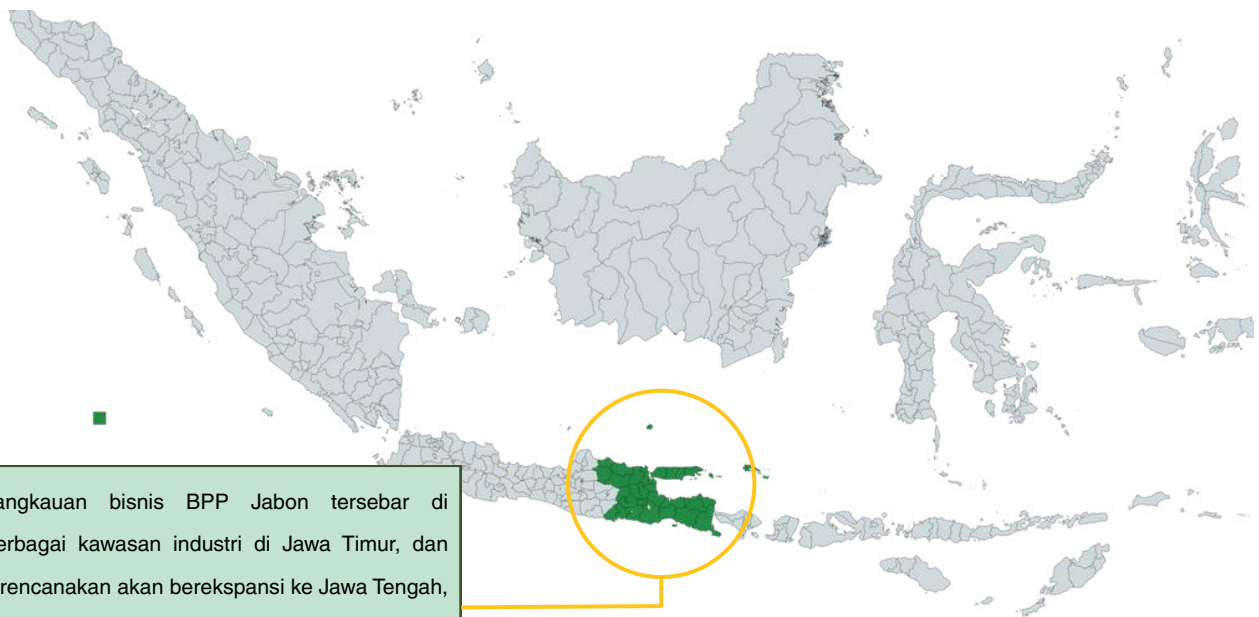 angkauan bisnis BPP Jabon tersebar di
erbagai kawasan industri di Jawa Timur, dan
rencanakan akan berekspansi ke Jawa Tengah,